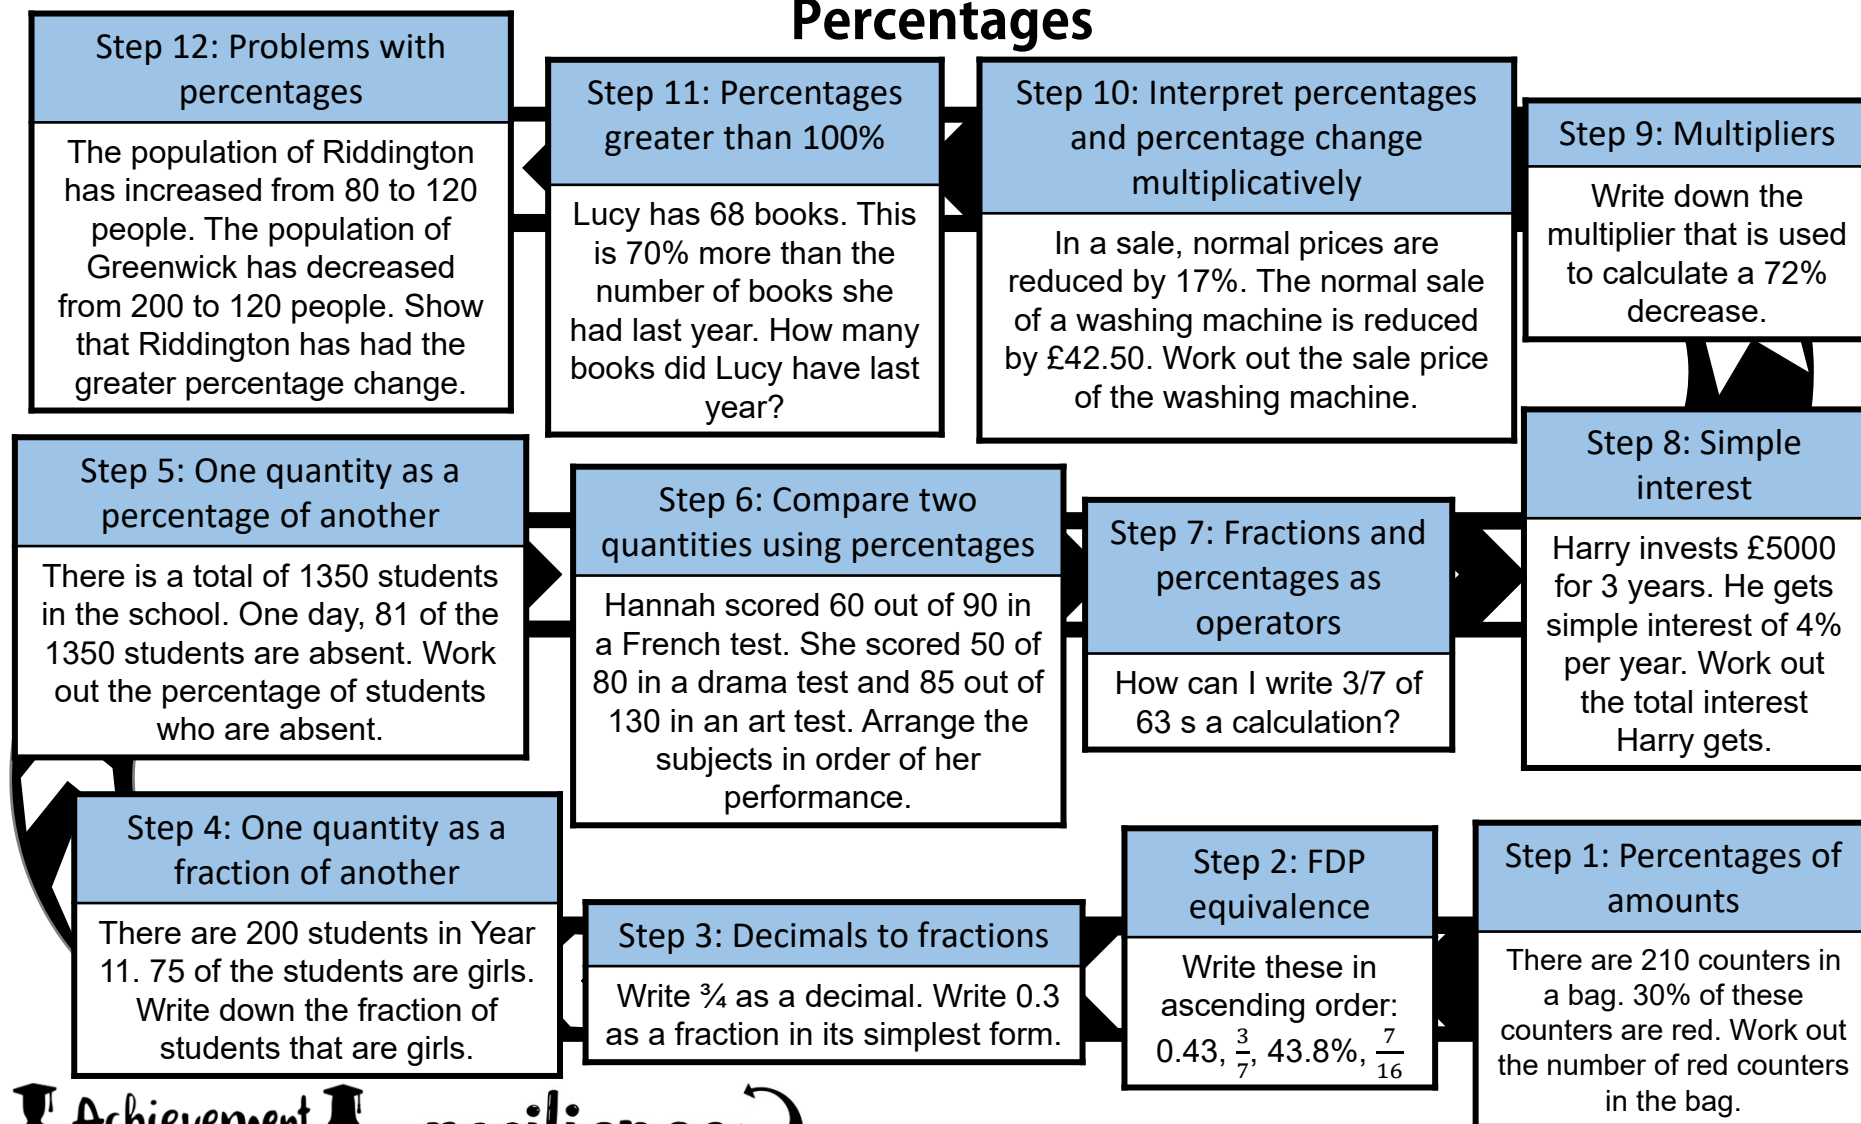 Percentages
Step 12: Problems with
percentages
The population of Riddington
has increased from 80 to 120
people. The population of
Greenwick has decreased
from 200 to 120 people. Show
that Riddington has had the
greater percentage change.
Step 11: Percentages
greater than 100%
Lucy has 68 books. This
is 70% more than the
number of books she
had last year. How many
books did Lucy have last
year?
Step 10: Interpret percentages
and percentage change
multiplicatively
In a sale, normal prices are
reduced by 17%. The normal sale
of a washing machine is reduced
by £42.50. Work out the sale price
of the washing machine.
Step 9: Multipliers
Write down the
multiplier that is used
to calculate a 72%
decrease.
Step 5: One quantity as a
percentage of another
There is a total of 1350 students
in the school. One day, 81 of the
1350 students are absent. Work
out the percentage of students
who are absent.
Step 6: Compare two
quantities using percentages
Hannah scored 60 out of 90 in
a French test. She scored 50 of
80 in a drama test and 85 out of
130 in an art test. Arrange the
subjects in order of her
performance.
Step 7: Fractions and
percentages as
operators
How can I write 3/7 of
63 s a calculation?
Step 8: Simple
interest
Harry invests £5000
for 3 years. He gets
simple interest of 4%
per year. Work out
the total interest
Harry gets.
Step 4: One quantity as a
fraction of another
There are 200 students in Year
11. 75 of the students are girls.
Write down the fraction of
students that are girls.
Step 3: Decimals to fractions
Write ¾ as a decimal. Write 0.3
as a fraction in its simplest form.
Step 2: FDP
equivalence
Write these in
ascending order:
0.43, 3/7, 43.8%, 7/16
Step 1: Percentages of
amounts
There are 210 counters in
a bag. 30% of these
counters are red. Work out
the number of red counters
in the bag.
Achievement
resilience